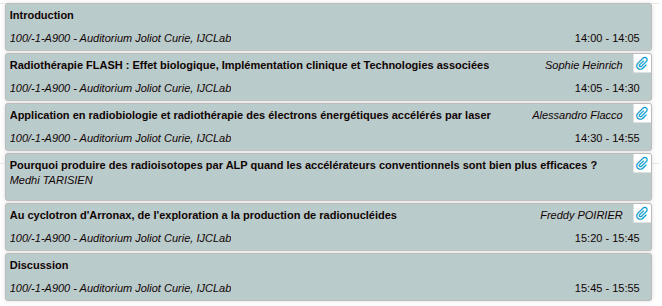 Introduction
100/-1-A900 - Auditorium Joliot Curie, IJCLab 14:00 - 14:05
Radiothérapie FLASH : Effet biologique, Implémentation clinique et Technologies associées Sophie Heinrich
100/-1-A900 - Auditorium Joliot Curie, IJCLab 14:05 - 14:30
Application en radiobiologie et radiothérapie des électrons énergétiques accélérés par laser Alessandro Flacco
100/-1-A900 - Auditorium Joliot Curie, IJCLab 14:30 - 14:55
Pourquoi produire des radioisotopes par ALP quand les accélérateurs conventionnels sont bien plus efficaces ?
Medhi TARISIEN
Au cyclotron d'Arronax, de l'exploration a la production de radionucléides Freddy POIRIER
100/-1-A900 - Auditorium Joliot Curie, IJCLab 15:20 - 15:45
Discussion
100/-1-A900 - Auditorium Joliot Curie, IJCLab 15:45 - 15:55